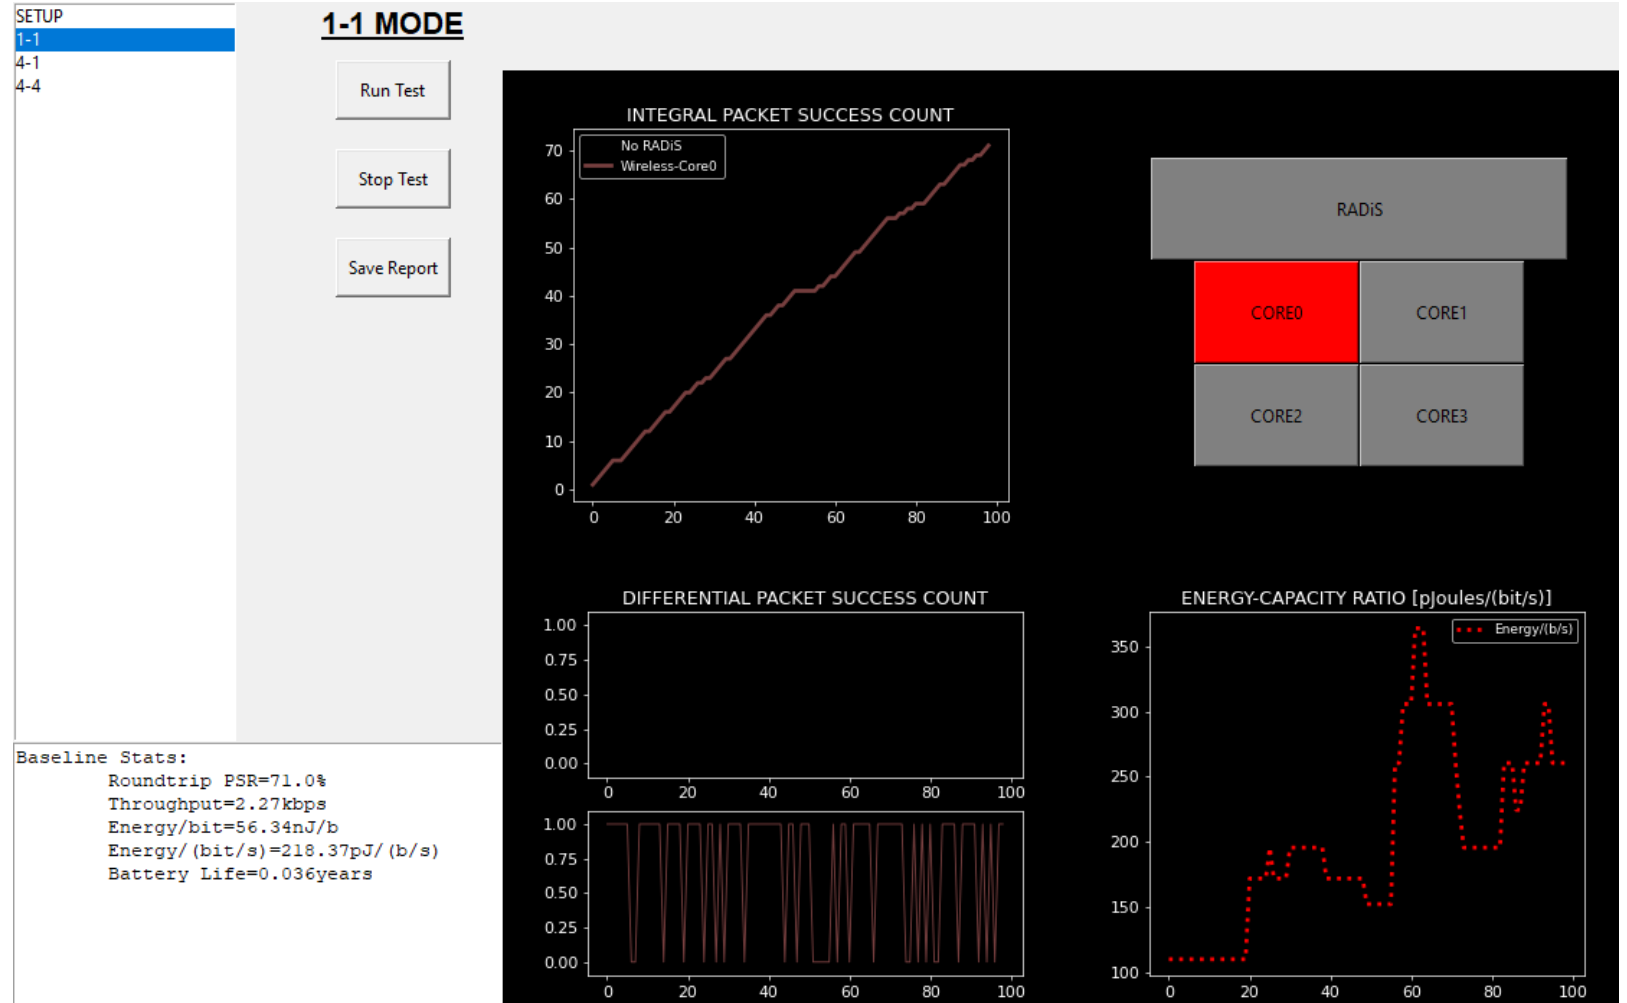 SETUP
1-1
4-1
4-4
1-1 MODE
Run Test
Stop Test
Save Report
INTEGRAL PACKET SUCCESS COUNT
No RADiS
Wireless-Core0
70
60
50
40
30
20
10
0
0 20 40 60 80 100
RADiS
CORE0 CORE1
CORE2 CORE3
DIFFERENTIAL PACKET SUCCESS COUNT
1.00
0.75
0.50
0.25
0.00
0 20 40 60 80 100
1.00
0.75
0.50
0.25
0.00
0 20 40 60 80 100
ENERGY-CAPACITY RATIO [pJoules/(bit/s)]
Energy/(b/s)
350
300
250
200
150
100
0 20 40 60 80 100
Baseline Stats:
Roundtrip PSR=71.0%
Throughput=2.27kbps
Energy/bit=56.34nJ/b
Energy/(bit/s)=218.37pJ/(b/s)
Battery Life=0.036years